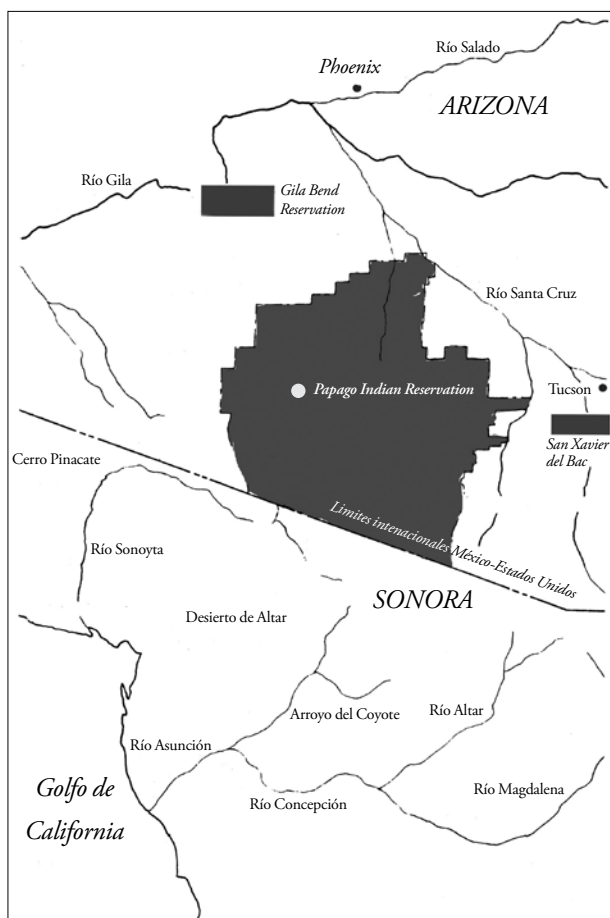 Río Salado
Phoenix
ARIZONA
Río Gila
Gila Bend
Reservation
Río Santa Cruz
Papago Indian Reservation
Tucson
San Xavier
del Bac
Cerro Pinacate
Limites intenacionales México-Estados Unidos
Río Sonoyta
SONORA
Desierto de Altar
Arroyo del Coyote
Río Altar
Río Asunción
Golfo de
California
Río Concepción
Río Magdalena